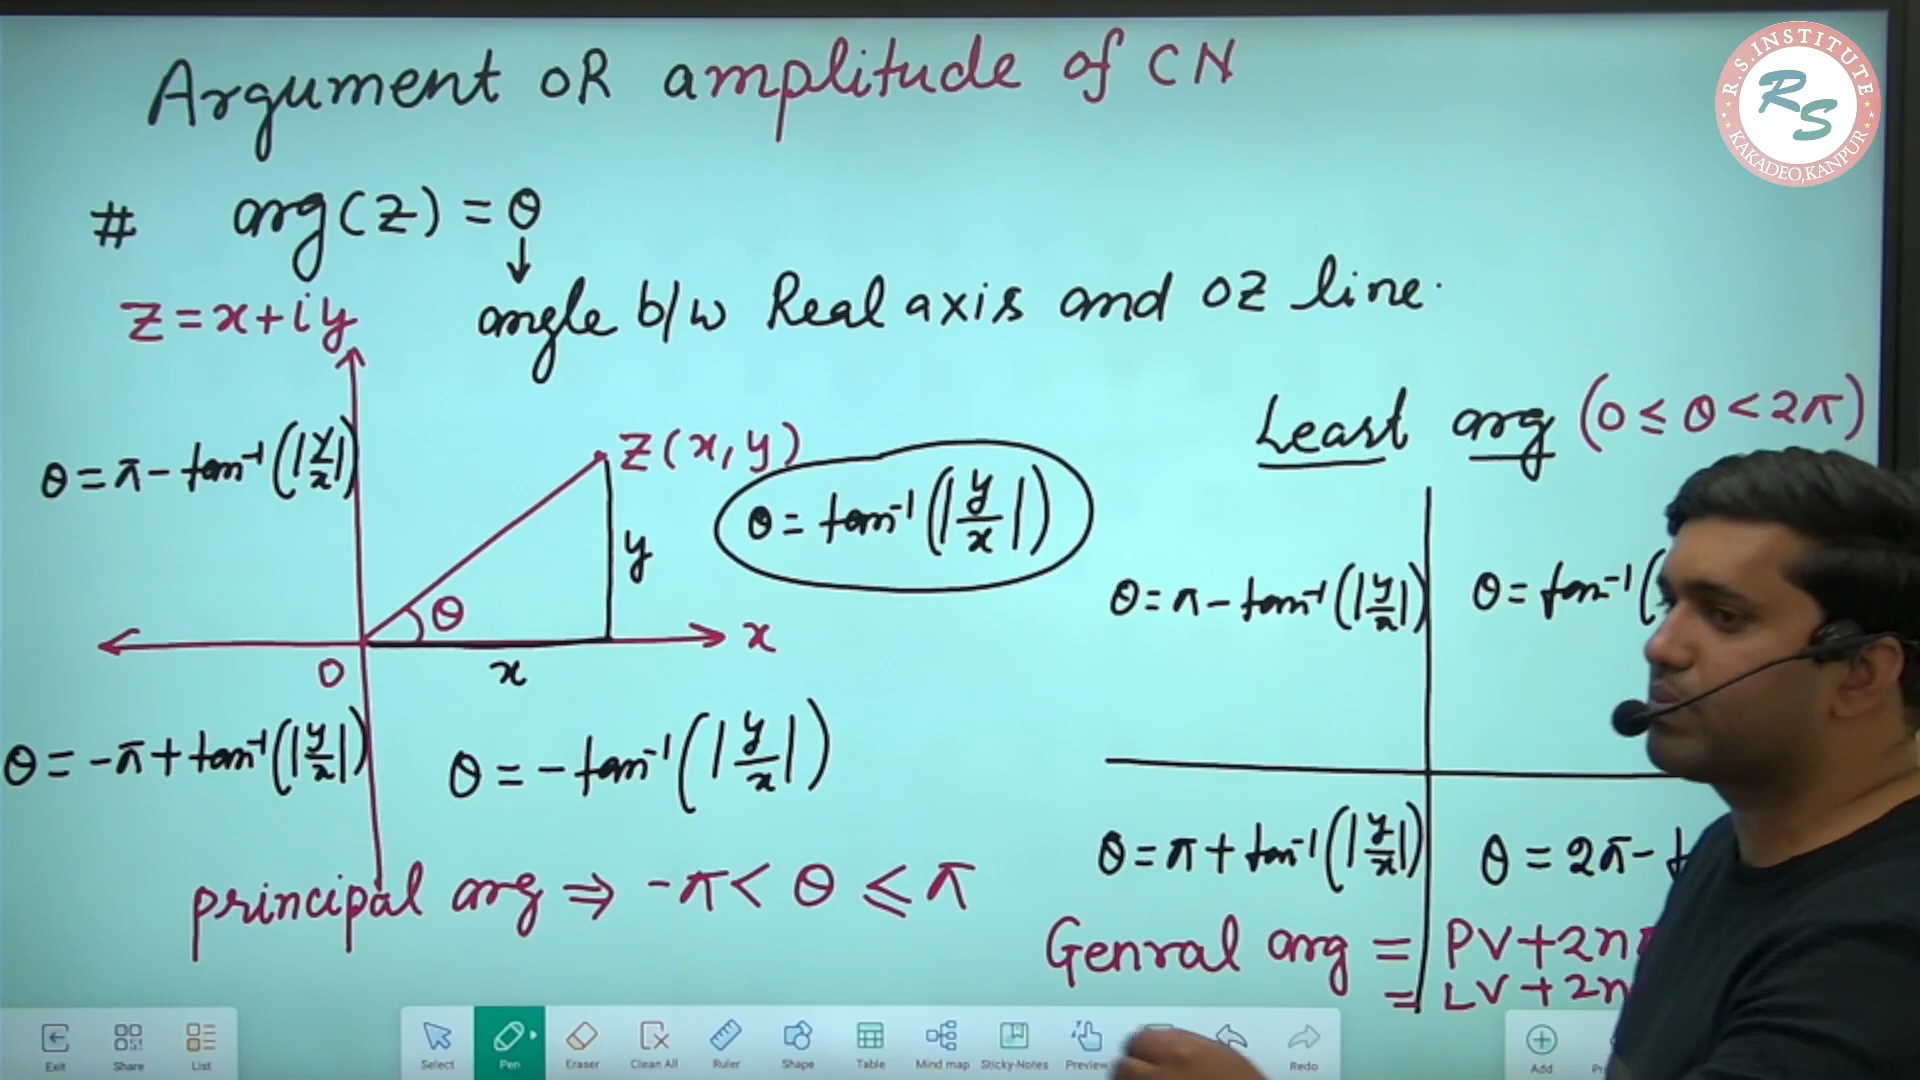 Argument OR amplitude of CN
R.S.INSTITUTE
RS
KAKADEO,KANPUR
# arg(z) = θ
↓
angle b/w Real axis and OZ line.
z = x+iy
θ = π - tan⁻¹(|y/x|)
z(x,y)
θ = tan⁻¹(|y/x|)
y
θ
x
O
x
θ = -π + tan⁻¹(|y/x|)
θ = -tan⁻¹(|y/x|)
principal arg ⇒ -π < θ ≤ π
Least arg (0 ≤ θ < 2π)
θ = π - tan⁻¹(|y/x|)
θ = tan⁻¹(
θ = π + tan⁻¹(|y/x|)
θ = 2π - t
Genral arg = PV + 2nπ
= LV + 2n
Exit Share List
Select Pen Eraser Clean All Ruler Shape Table Mind map Sticky-Notes Preview Redo
Add